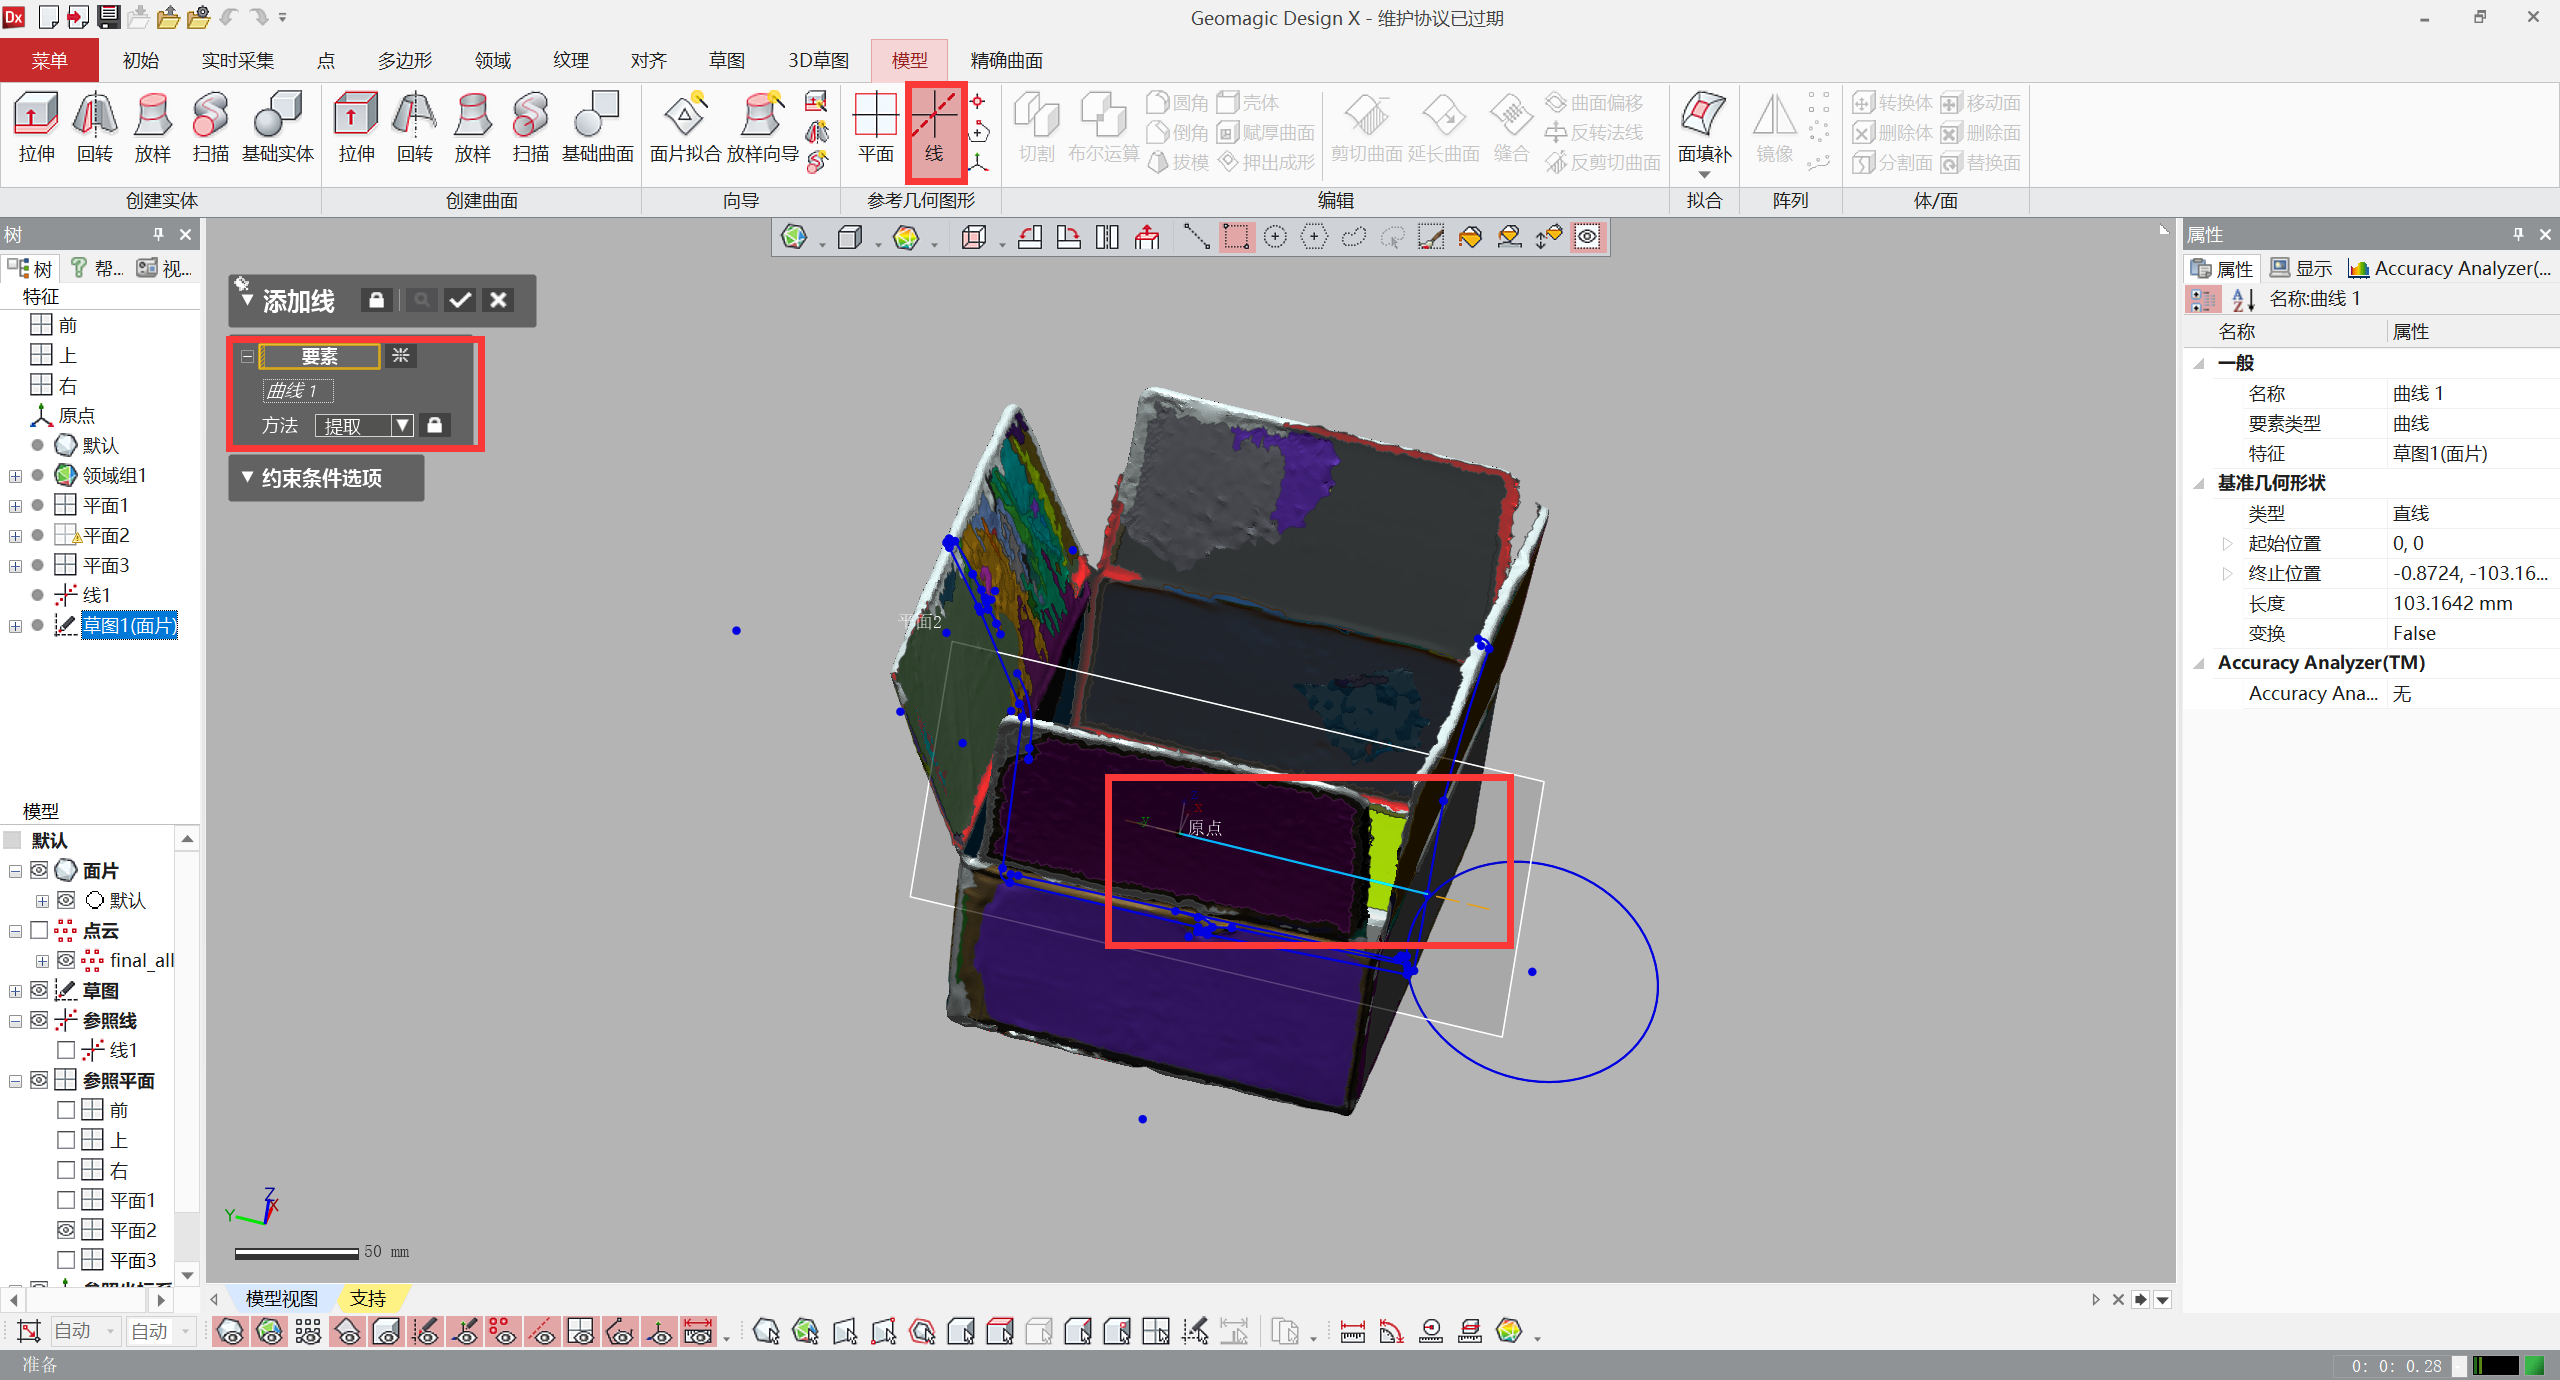 Dx
Geomagic Design X - 维护协议已过期
菜单 初始 实时采集 点 多边形 领域 纹理 对齐 草图 3D草图 模型 精确曲面
拉伸 回转 放样 扫描 基础实体 拉伸 回转 放样 扫描 基础曲面 面片拟合 放样向导 平面 线 切割 布尔运算 圆角 壳体 剪切曲面 延长曲面 缝合 曲面偏移 面填补 镜像 转换体 移动面
倒角 赋厚曲面 反转法线 删除体 删除面
拔模 押出成形 反剪切曲面 分割面 替换面
创建实体 创建曲面 向导 参考几何图形 编辑 拟合 阵列 体/面
树
树 帮... 视...
特征
前
上
右
原点
默认
领域组1
平面1
平面2
平面3
线1
草图1(面片)
模型
默认
面片
默认
点云
final_all
草图
参照线
线1
参照平面
前
上
右
平面1
平面2
平面3
添加线
要素
曲线 1
方法 提取
约束条件选项
平面2
X
y
原点
Z
X
Y
50 mm
属性
属性 显示 Accuracy Analyzer(...
名称:曲线 1
名称 属性
一般
名称 曲线 1
要素类型 曲线
特征 草图1(面片)
基准几何形状
类型 直线
起始位置 0, 0
终止位置 -0.8724, -103.16...
长度 103.1642 mm
变换 False
Accuracy Analyzer(TM)
Accuracy Ana... 无
模型视图 支持
自动 自动
准备
0: 0: 0.28